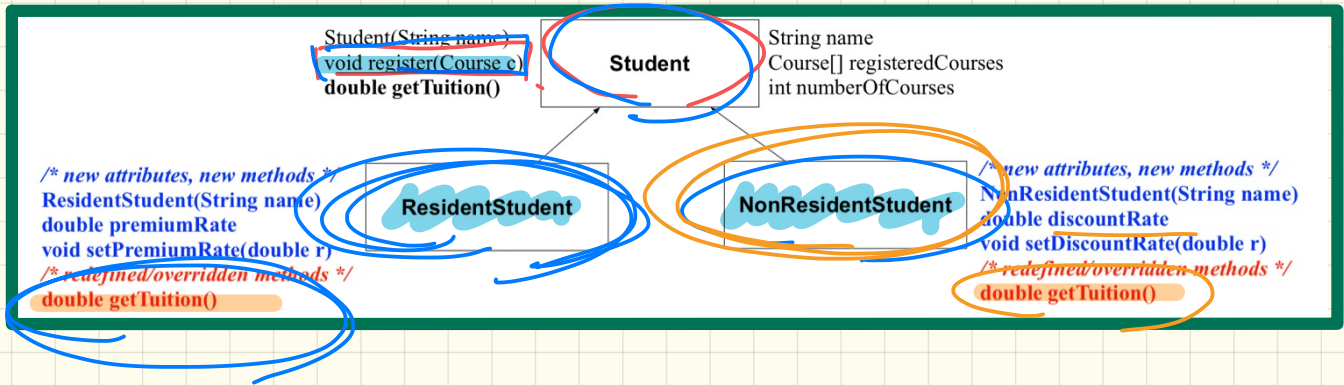 Student(String name)
void register(Course c)
double getTuition()
Student
String name
Course[] registeredCourses
int numberOfCourses
/* new attributes, new methods */
ResidentStudent(String name)
double premiumRate
void setPremiumRate(double r)
/* redefined/overridden methods */
double getTuition()
ResidentStudent
NonResidentStudent
/* new attributes, new methods */
NonResidentStudent(String name)
double discountRate
void setDiscountRate(double r)
/* redefined/overridden methods */
double getTuition()